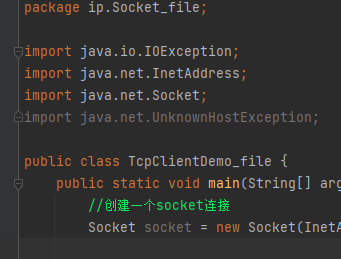 package ip.Socket_file;
import java.io.IOException;
import java.net.InetAddress;
import java.net.Socket;
import java.net.UnknownHostException;
public class TcpClientDemo_file {
public static void main(String[] arg
//创建一个socket连接
Socket socket = new Socket(InetA